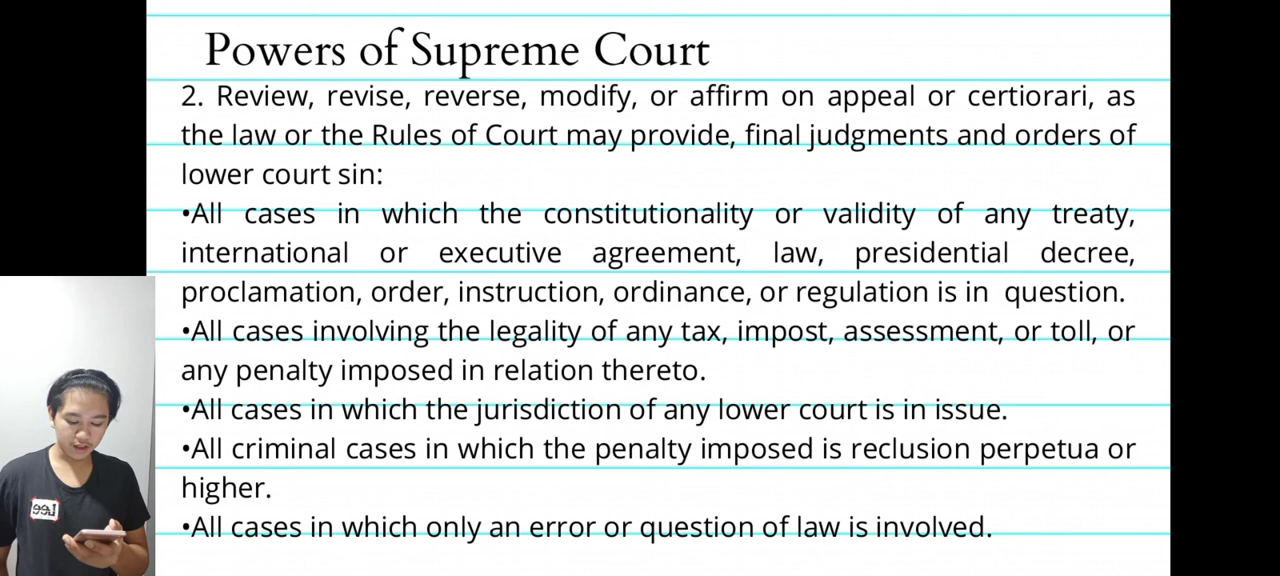 Powers of Supreme Court
2. Review, revise, reverse, modify, or affirm on appeal or certiorari, as
the law or the Rules of Court may provide, final judgments and orders of
lower court sin:
•All cases in which the constitutionality or validity of any treaty,
international or executive agreement, law, presidential decree,
proclamation, order, instruction, ordinance, or regulation is in question.
•All cases involving the legality of any tax, impost, assessment, or toll, or
any penalty imposed in relation thereto.
•All cases in which the jurisdiction of any lower court is in issue.
•All criminal cases in which the penalty imposed is reclusion perpetua or
higher.
•All cases in which only an error or question of law is involved.